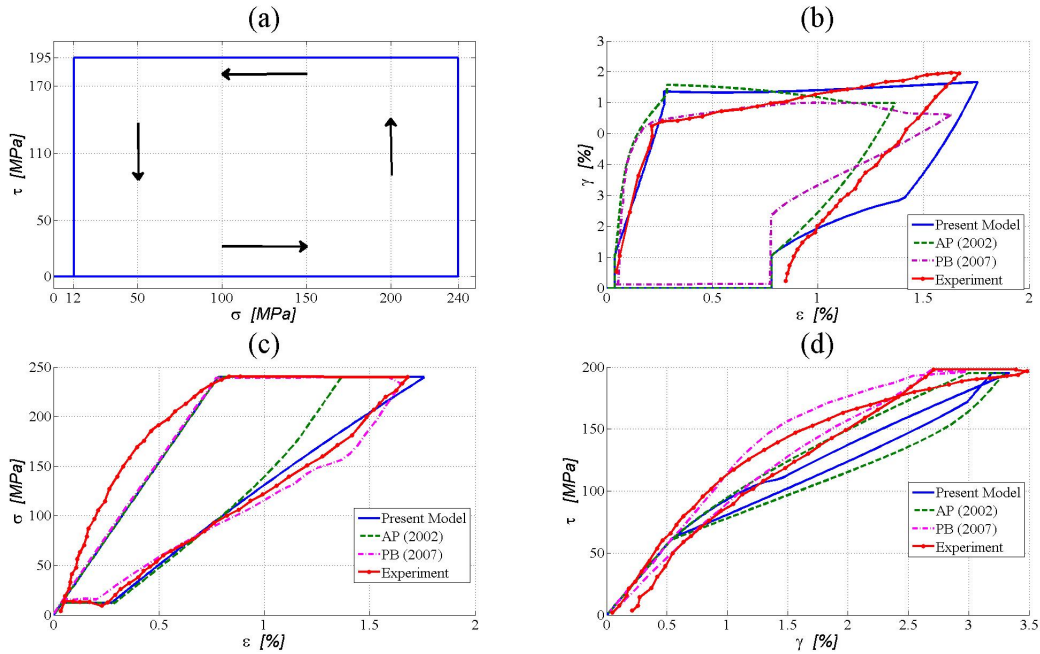 (a)
195
170
110
50
0
τ [MPa]
0 12 50 100 150 200 240
σ [MPa]
(b)
3
2
1
0
4
3
2
1
0
γ [%]
Present Model
AP (2002)
PB (2007)
Experiment
0 0.5 1 1.5 2
ε [%]
(c)
250
200
150
100
50
0
σ [MPa]
Present Model
AP (2002)
PB (2007)
Experiment
0 0.5 1 1.5 2
ε [%]
(d)
200
150
100
50
0
τ [MPa]
Present Model
AP (2002)
PB (2007)
Experiment
0 0.5 1 1.5 2 2.5 3 3.5
γ [%]